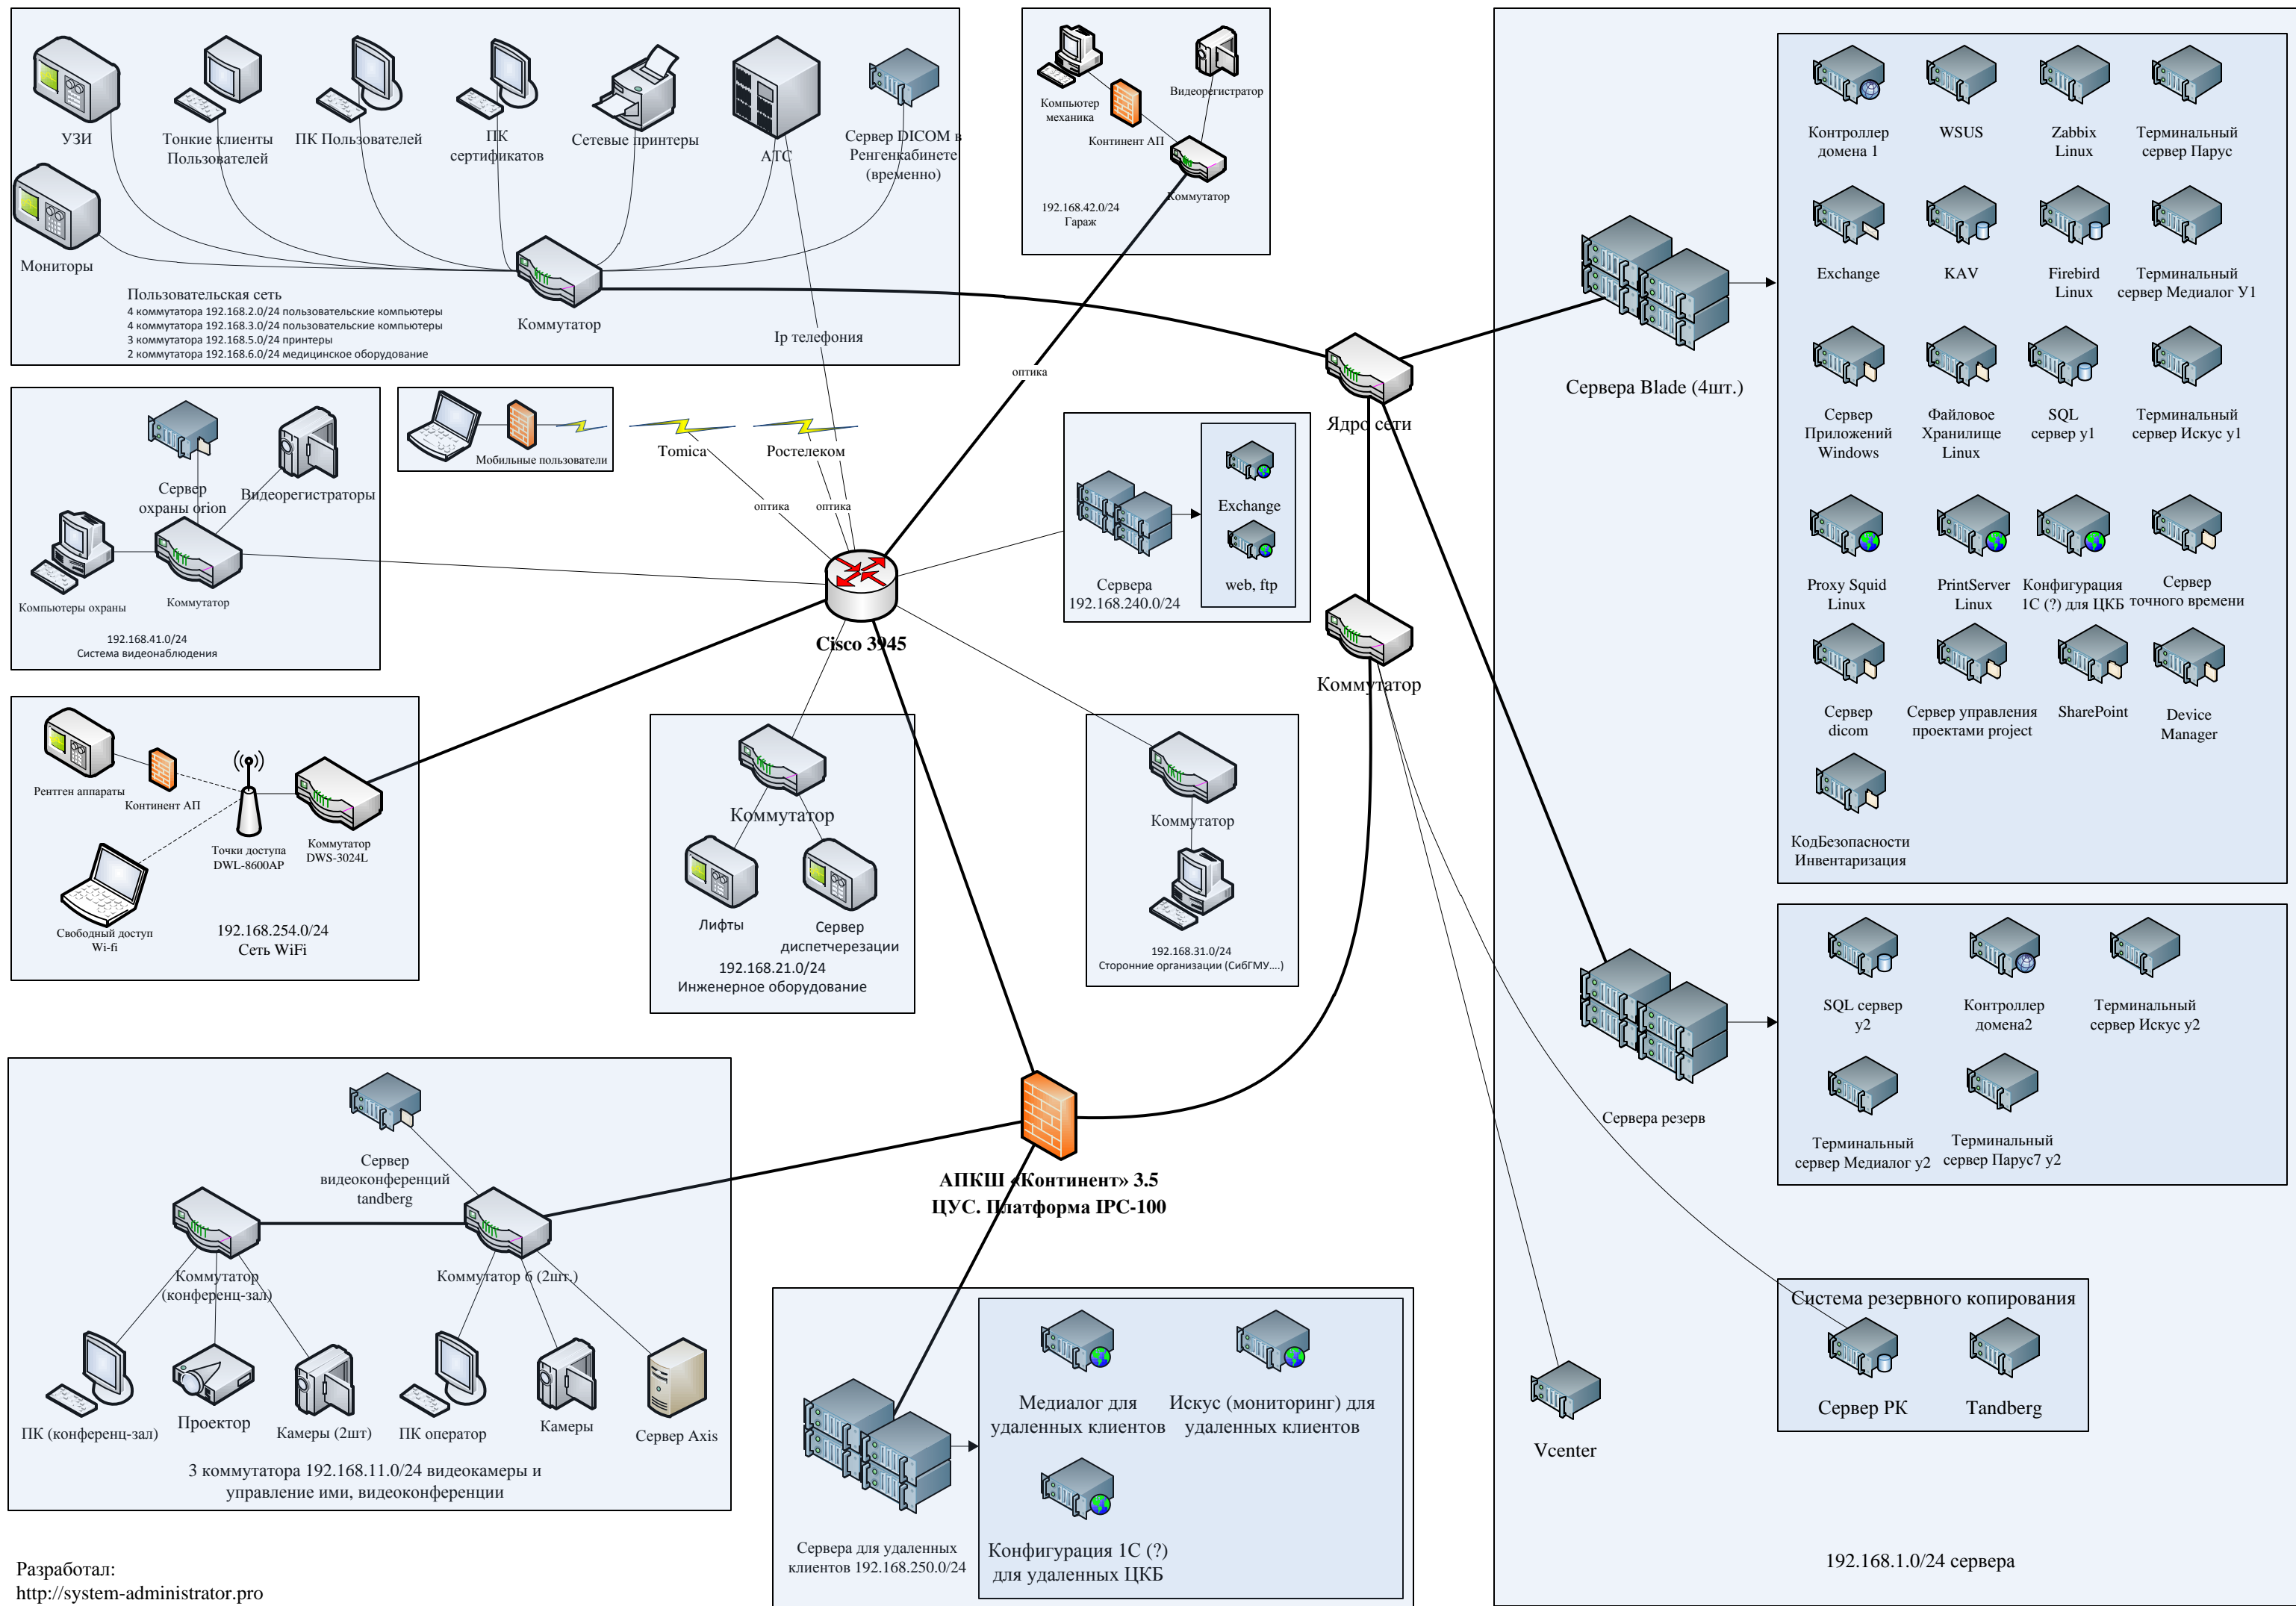 УЗИ
Тонкие клиенты
Пользователей
ПК Пользователей
ПК
сертификатов
Сетевые принтеры
АТС
Сервер DICOM в
Ренгенкабинете
(временно)
Мониторы
Коммутатор
Пользовательская сеть
4 коммутатора 192.168.2.0/24 пользовательские компьютеры
4 коммутатора 192.168.3.0/24 пользовательские компьютеры
3 коммутатора 192.168.5.0/24 принтеры
2 коммутатора 192.168.6.0/24 медицинское оборудование
Ip телефония
Компьютер
механика
Континент АП
Видеорегистратор
Коммутатор
192.168.42.0/24
Гараж
оптика
Ядро сети
Сервер
охраны orion
Видеорегистраторы
Компьютеры охраны
Коммутатор
192.168.41.0/24
Система видеонаблюдения
Мобильные пользователи
Tomica
Ростелеком
оптика
оптика
Cisco 3945
Сервера
192.168.240.0/24
Exchange
web, ftp
Коммутатор
Рентген аппараты
Континент АП
Точки доступа
DWL-8600AP
Коммутатор
DWS-3024L
Свободный доступ
Wi-fi
192.168.254.0/24
Сеть WiFi
Коммутатор
Лифты
Сервер
диспетчерезации
192.168.21.0/24
Инженерное оборудование
Коммутатор
192.168.31.0/24
Сторонние организации (СибГМУ....)
АПКШ «Континент» 3.5
ЦУС. Платформа IPC-100
Сервер
видеоконференций
tandberg
Коммутатор
(конференц-зал)
Коммутатор 6 (2шт.)
ПК (конференц-зал)
Проектор
Камеры (2шт)
ПК оператор
Камеры
Сервер Axis
3 коммутатора 192.168.11.0/24 видеокамеры и
управление ими, видеоконференции
Сервера для удаленных
клиентов 192.168.250.0/24
Медиалог для
удаленных клиентов
Искус (мониторинг) для
удаленных клиентов
Конфигурация 1С (?)
для удаленных ЦКБ
Сервера Blade (4шт.)
Контроллер
домена 1
WSUS
Zabbix
Linux
Терминальный
сервер Парус
Exchange
KAV
Firebird
Linux
Терминальный
сервер Медиалог У1
Сервер
Приложений
Windows
Файловое
Хранилище
Linux
SQL
сервер у1
Терминальный
сервер Искус у1
Proxy Squid
Linux
PrintServer
Linux
Конфигурация
1С (?) для ЦКБ
Сервер
точного времени
Сервер
dicom
Сервер управления
проектами project
SharePoint
Device
Manager
КодБезопасности
Инвентаризация
Сервера резерв
SQL сервер
у2
Контроллер
домена2
Терминальный
сервер Искус у2
Терминальный
сервер Медиалог у2
Терминальный
сервер Парус7 у2
Система резервного копирования
Сервер РК
Tandberg
Vcenter
192.168.1.0/24 сервера
Разработал:
http://system-administrator.pro